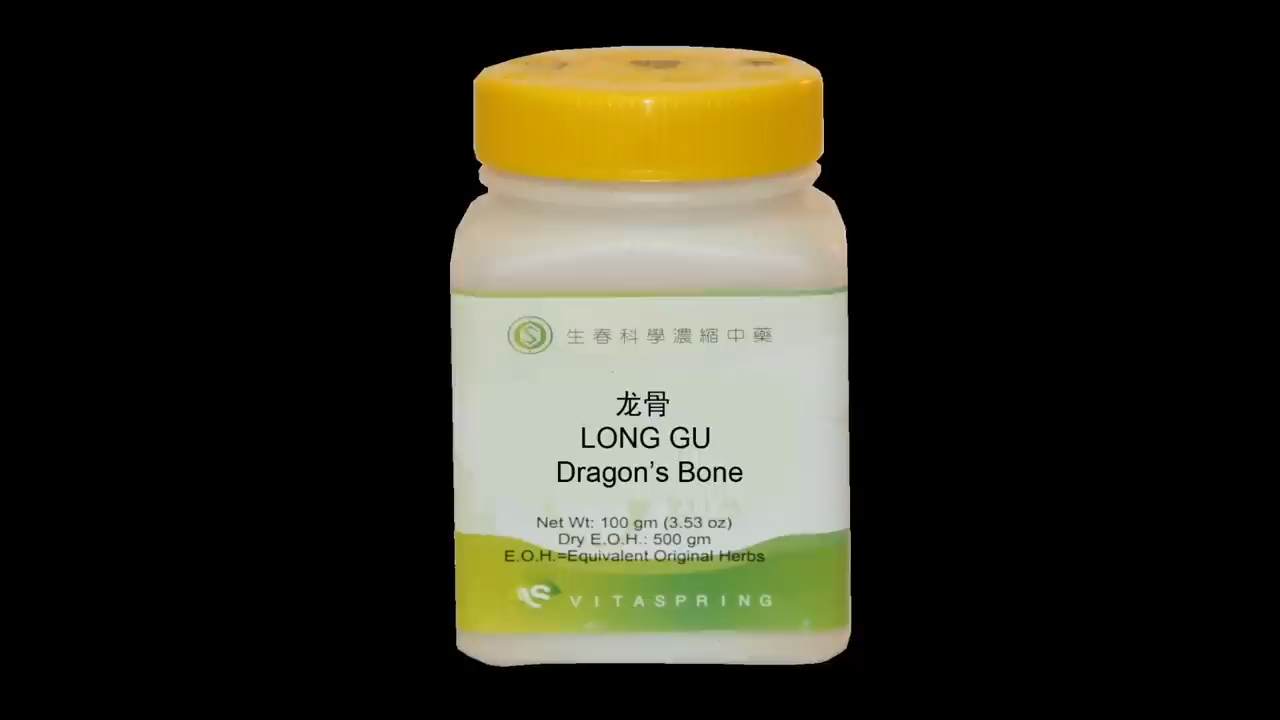 生春科學濃縮中藥
龙骨
LONG GU
Dragon’s Bone
Net Wt: 100 gm (3.53 oz)
Dry E.O.H.: 500 gm
E.O.H.=Equivalent Original Herbs
VITASPRING